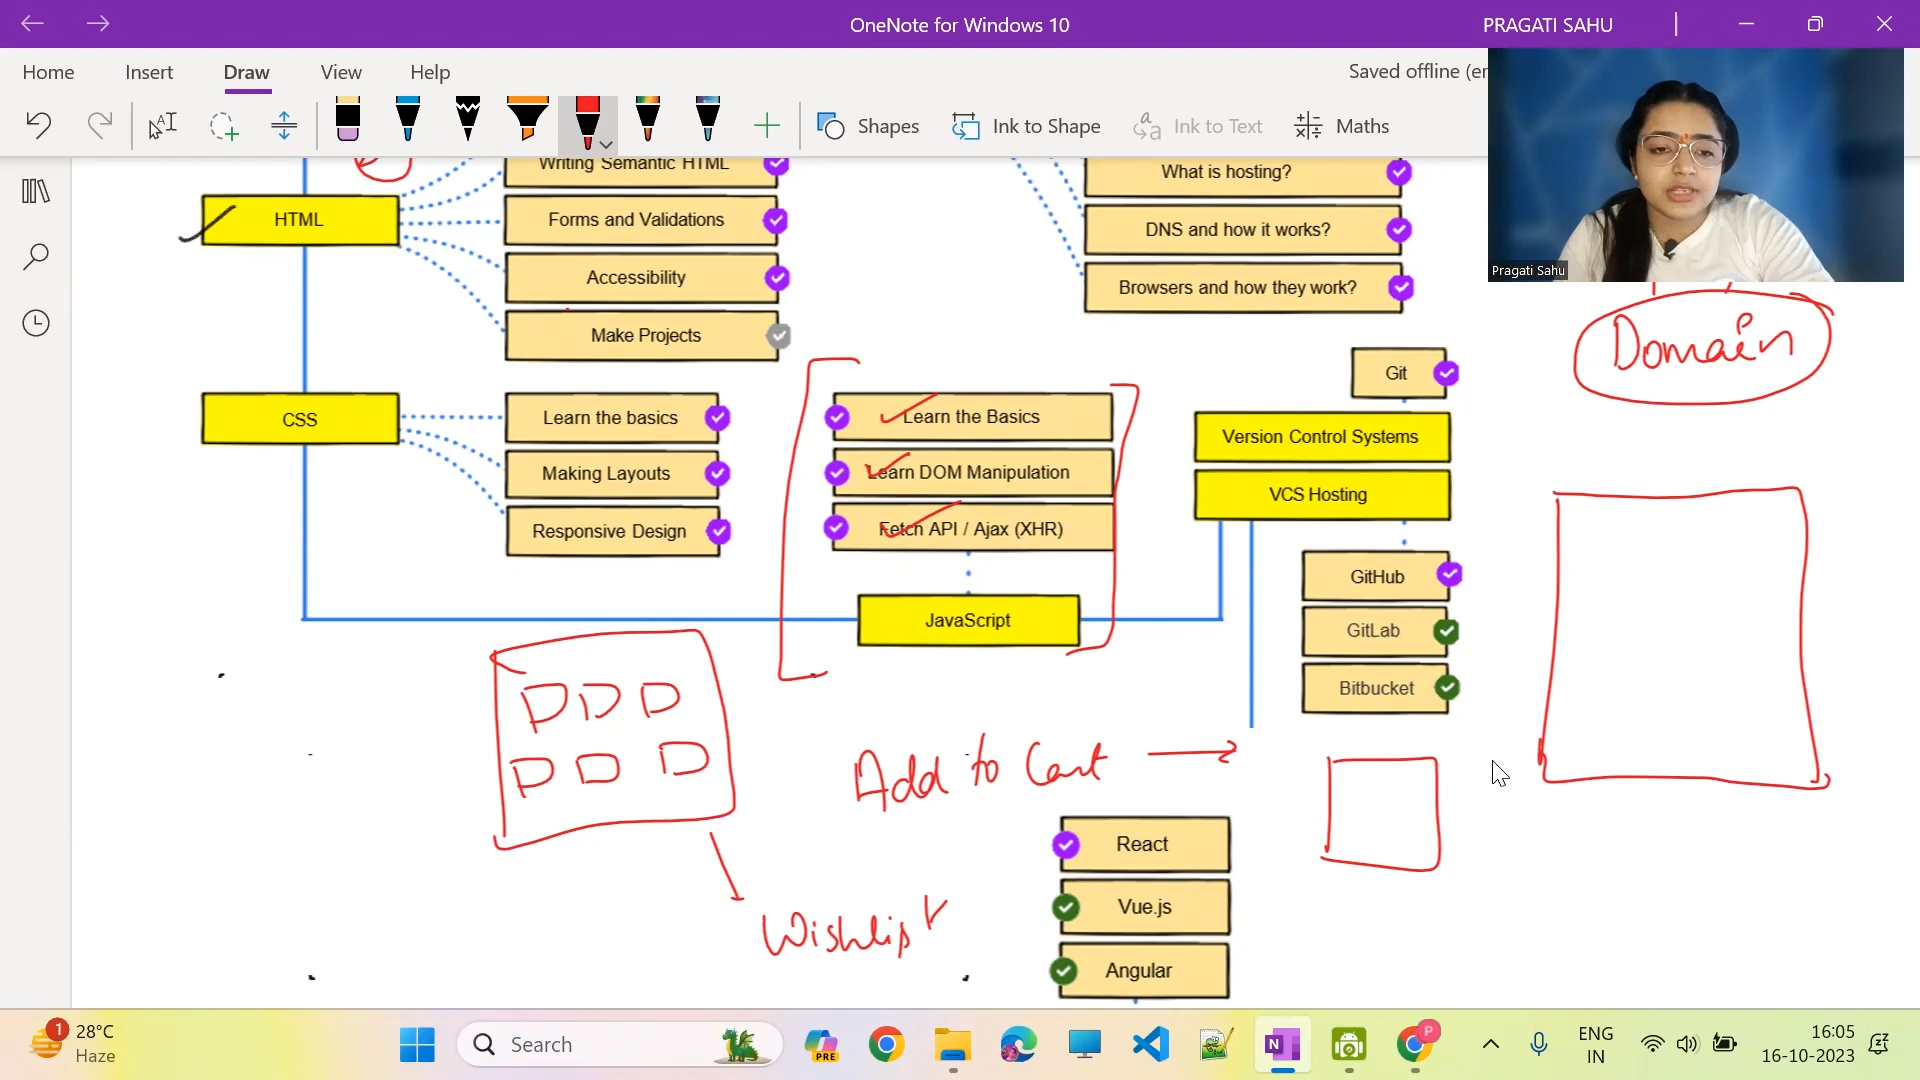 OneNote for Windows 10
PRAGATI SAHU
Home Insert Draw View Help
Saved offline (er
Shapes Ink to Shape Ink to Text Maths
Pragati Sahu
Writing Semantic HTML
HTML
Forms and Validations
Accessibility
Make Projects
What is hosting?
DNS and how it works?
Browsers and how they work?
Domain
CSS
Learn the basics
Making Layouts
Responsive Design
Learn the Basics
Learn DOM Manipulation
Fetch API / Ajax (XHR)
JavaScript
Git
Version Control Systems
VCS Hosting
GitHub
GitLab
Bitbucket
Add to Cart
Wishlist
React
Vue.js
Angular
1
28°C
Haze
Search
PRE
P
ENG
IN
16:05
16-10-2023